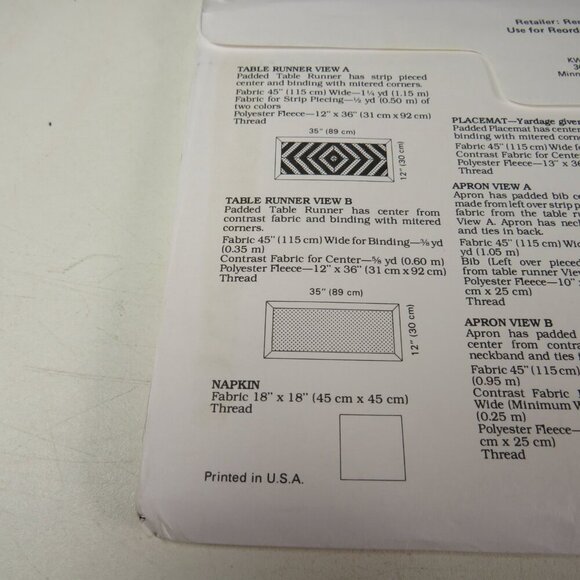 Retailer:
Use for Reord
KW
30
Minn
TABLE RUNNER VIEW A
Padded Table Runner has strip pieced
center and binding with mitered corners.
Fabric 45" (115 cm) Wide—1¼ yd (1.15 m)
Fabric for Strip Piecing—½ yd (0.50 m) of
two colors
Polyester Fleece—12" x 36" (31 cm x 92 cm)
Thread
35" (89 cm)
12" (30 cm)
TABLE RUNNER VIEW B
Padded Table Runner has center from
contrast fabric and binding with mitered
corners.
Fabric 45" (115 cm) Wide for Binding—⅜ yd
(0.35 m)
Contrast Fabric for Center—⅝ yd (0.60 m)
Polyester Fleece—12" x 36" (31 cm x 92 cm)
Thread
35" (89 cm)
12" (30 cm)
NAPKIN
Fabric 18" x 18" (45 cm x 45 cm)
Thread
Printed in U.S.A.
PLACEMAT—Yardage given
Padded Placemat has center
binding with mitered corners.
Fabric 45" (115 cm) Wide fo
Contrast Fabric for Center
Polyester Fleece—13" x 36
Thread
APRON VIEW A
Apron has padded bib ce
made from left over strip p
fabric from the table r
View A. Apron has neck
and ties in back.
Fabric 45" (115 cm) Wid
yd (1.05 m)
Bib (Left over pieced
from table runner View
Polyester Fleece—10" x
cm x 25 cm)
Thread
APRON VIEW B
Apron has padded
center from contra
neckband and ties
Fabric 45" (115 cm)
(0.95 m)
Contrast Fabric
Wide (Minimum W
(0.25 m)
Polyester Fleece—
cm x 25 cm)
Thread